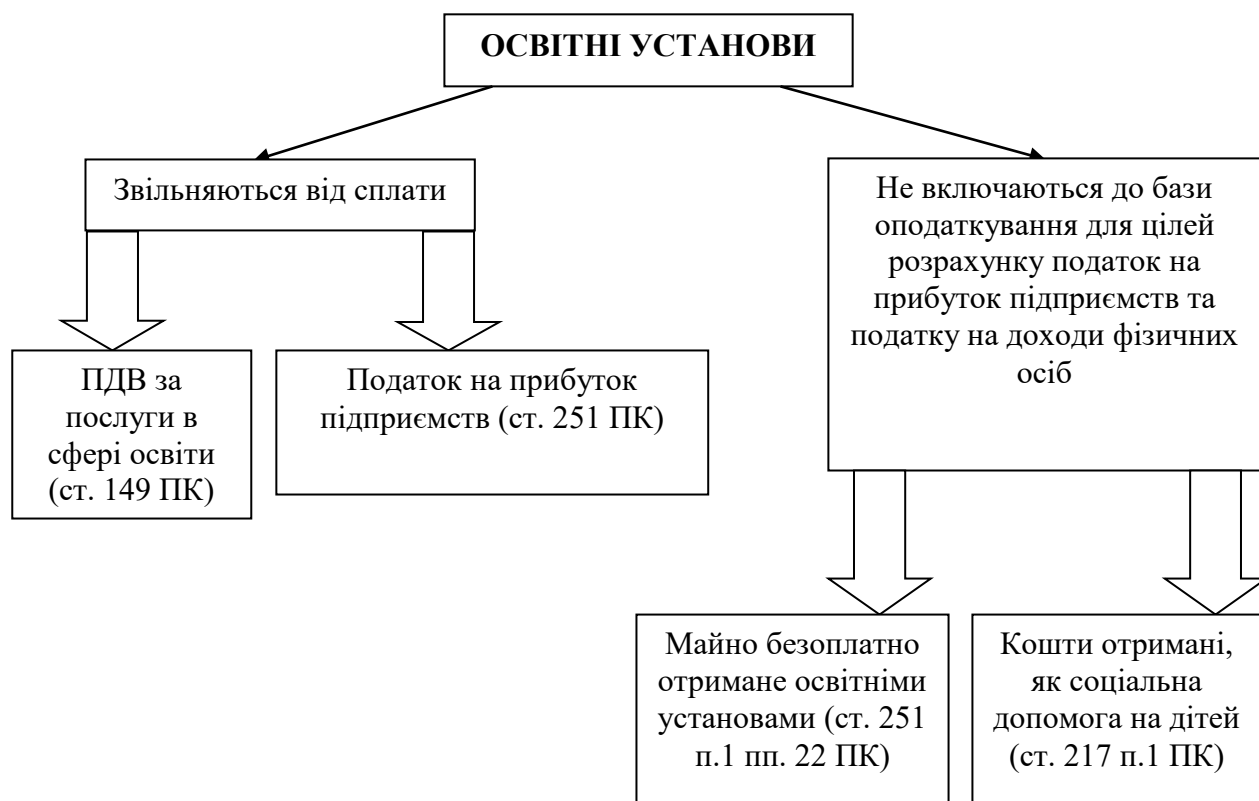 ОСВІТНІ УСТАНОВИ
Звільняються від сплати
ПДВ за
послуги в
сфері освіти
(ст. 149 ПК)
Податок на прибуток
підприємств (ст. 251 ПК)
Не включаються до бази
оподаткування для цілей
розрахунку податок на
прибуток підприємств та
податку на доходи фізичних
осіб
Майно безоплатно
отримане освітніми
установами (ст. 251
п.1 пп. 22 ПК)
Кошти отримані,
як соціальна
допомога на дітей
(ст. 217 п.1 ПК)